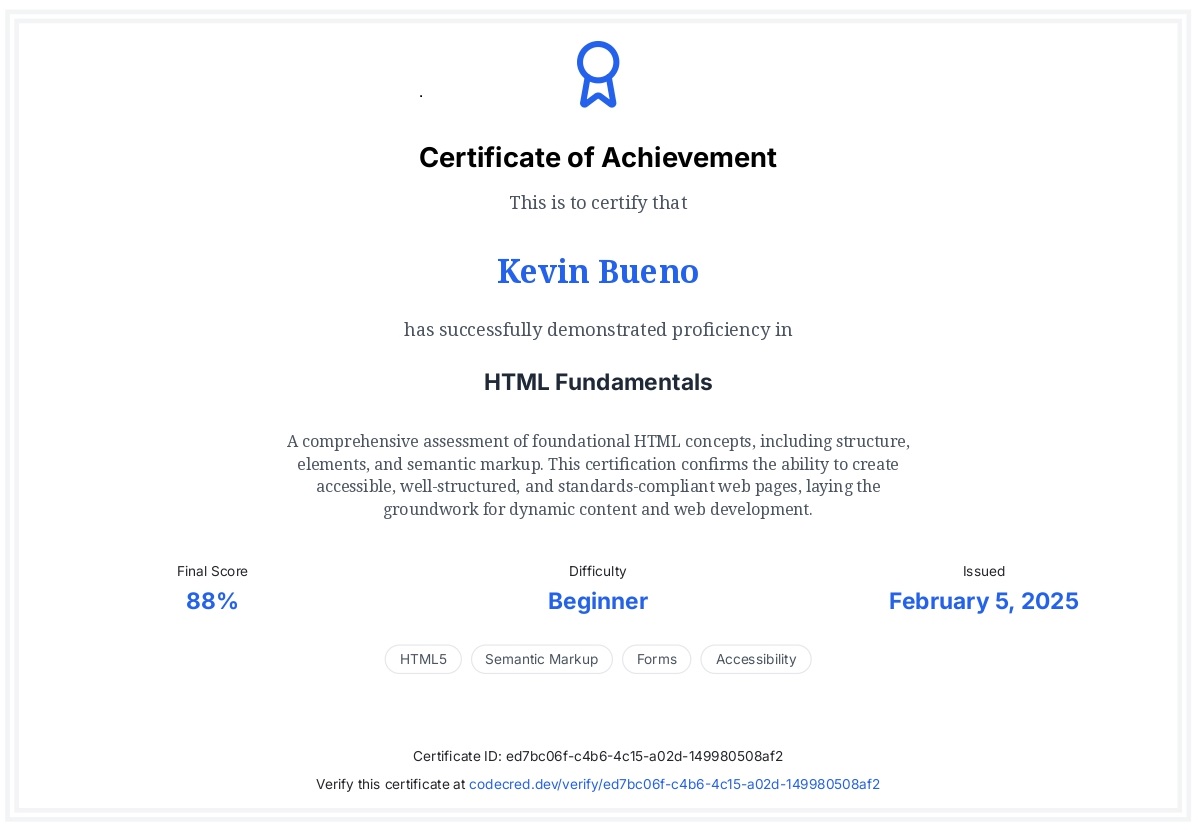 .
Certificate of Achievement
This is to certify that
Kevin Bueno
has successfully demonstrated proficiency in
HTML Fundamentals
A comprehensive assessment of foundational HTML concepts, including structure,
elements, and semantic markup. This certification confirms the ability to create
accessible, well-structured, and standards-compliant web pages, laying the
groundwork for dynamic content and web development.
Final Score Difficulty Issued
88% Beginner February 5, 2025
HTML5 Semantic Markup Forms Accessibility
Certificate ID: ed7bc06f-c4b6-4c15-a02d-149980508af2
Verify this certificate at codecred.dev/verify/ed7bc06f-c4b6-4c15-a02d-149980508af2